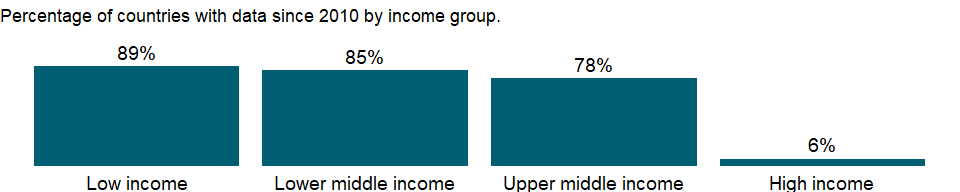 Percentage of countries with data since 2010 by income group.
89%
85%
78%
6%
Low income
Lower middle income
Upper middle income
High income